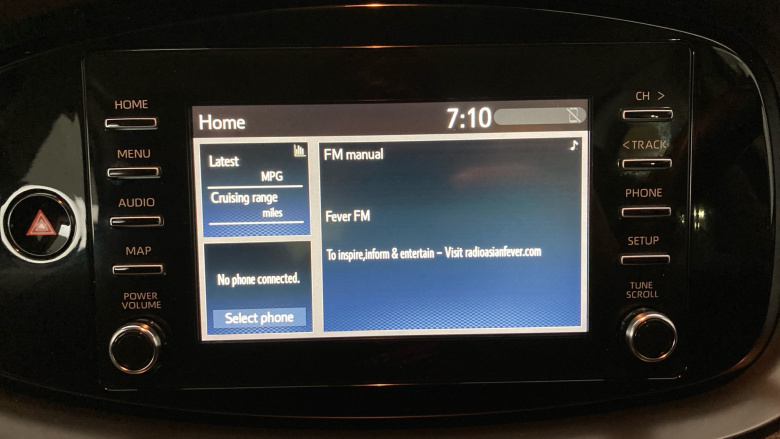 HOME
MENU
AUDIO
MAP
POWER
VOLUME
Home
7:10
Latest
MPG
Cruising range
miles
No phone connected.
Select phone
FM manual
Fever FM
To inspire,inform & entertain – Visit radioasianfever.com
CH >
< TRACK
PHONE
SETUP
TUNE
SCROLL